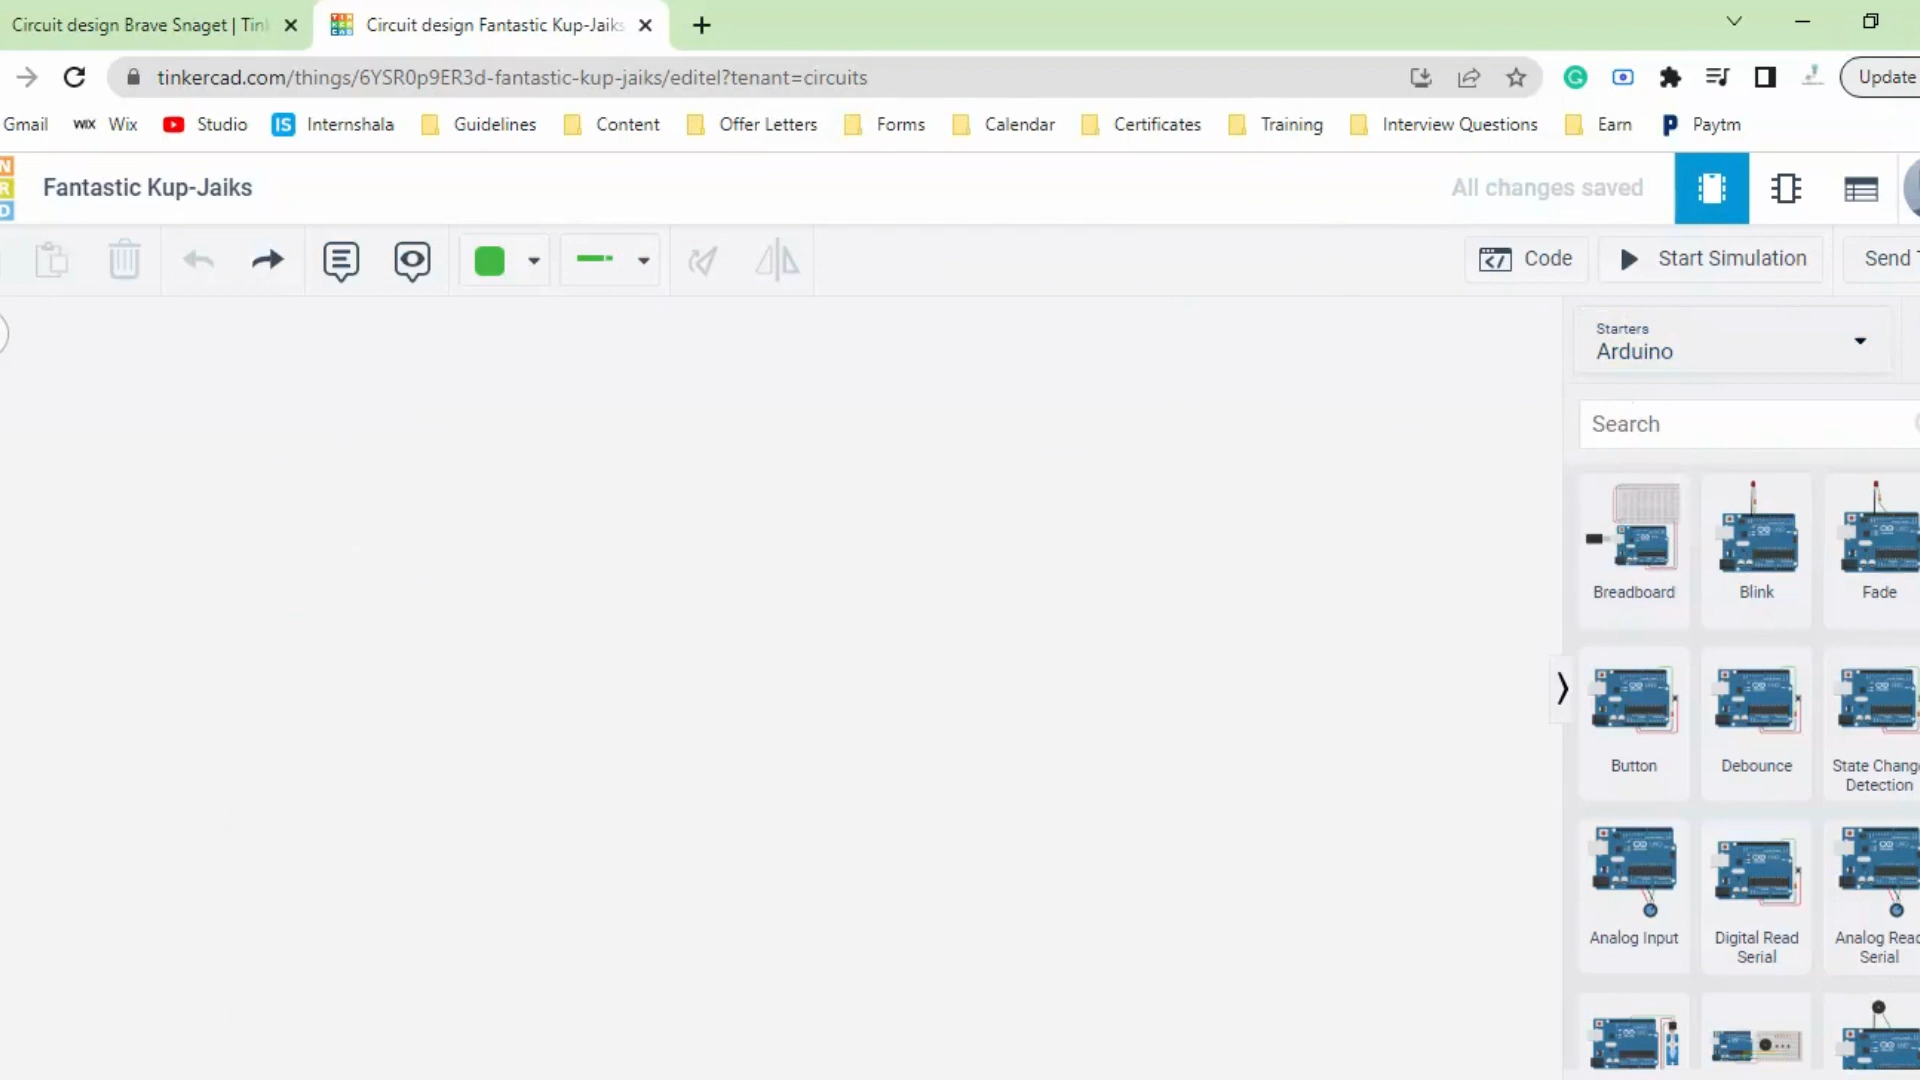 Circuit design Brave Snaget | Tin
Circuit design Fantastic Kup-Jaiks
tinkercad.com/things/6YSR0p9ER3d-fantastic-kup-jaiks/editel?tenant=circuits
Update
Gmail WIX Wix Studio IS Internshala Guidelines Content Offer Letters Forms Calendar Certificates Training Interview Questions Earn P Paytm
Fantastic Kup-Jaiks
All changes saved
Code
Start Simulation
Send
Starters
Arduino
Search
Breadboard
Blink
Fade
Button
Debounce
State Change
Detection
Analog Input
Digital Read
Serial
Analog Read
Serial